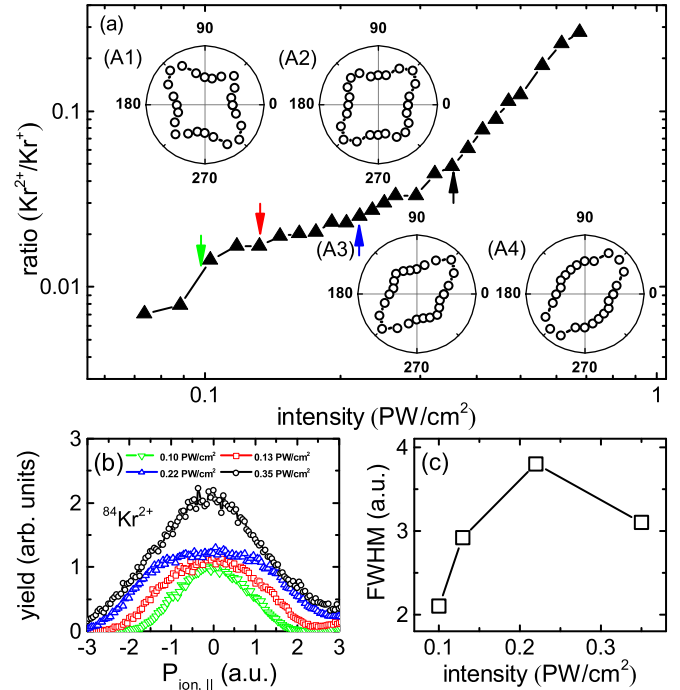 (a)
ratio (Kr²⁺/Kr⁺)
0.1
0.01
(A1)
90
180
270
(A2)
90
0
180
270
(A3)
90
180
0
270
(A4)
90
180
0
270
0.1
1
intensity (PW/cm²)
(b)
0.10 PW/cm²
0.13 PW/cm²
0.22 PW/cm²
0.35 PW/cm²
⁸⁴Kr²⁺
yield (arb. units)
3
2
1
0
-3 -2 -1 0 1 2 3
P ion, || (a.u.)
(c)
FWHM (a.u.)
4
3
2
0.1 0.2 0.3
intensity (PW/cm²)